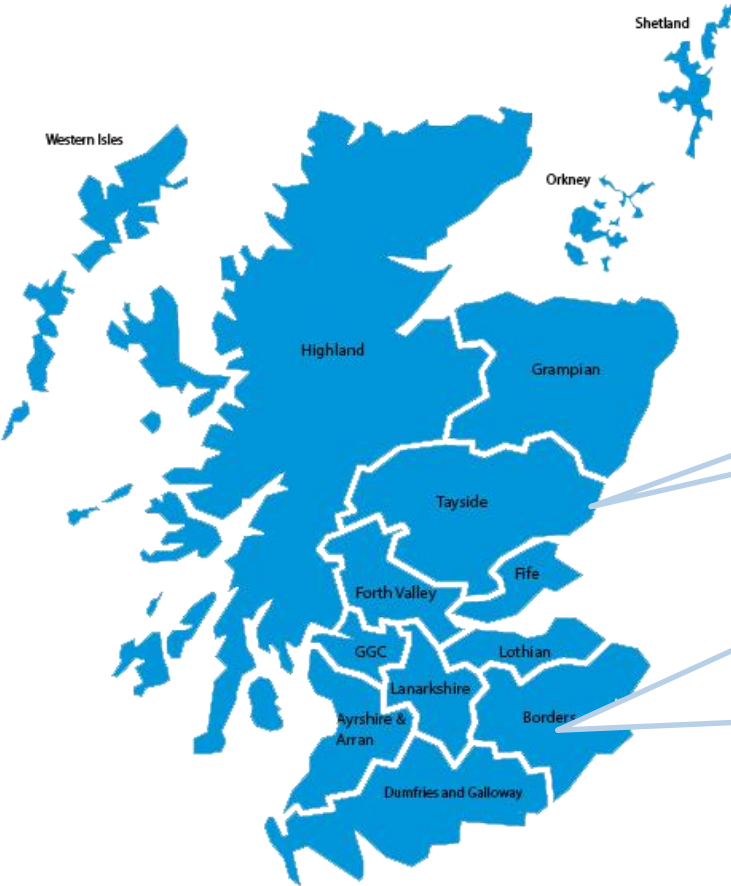 Shetland
Western Isles
Orkney
Highland
Grampian
Tayside
Fife
Forth Valley
GGC
Lothian
Lanarkshire
Ayrshire &
Arran
Borders
Dumfries and Galloway